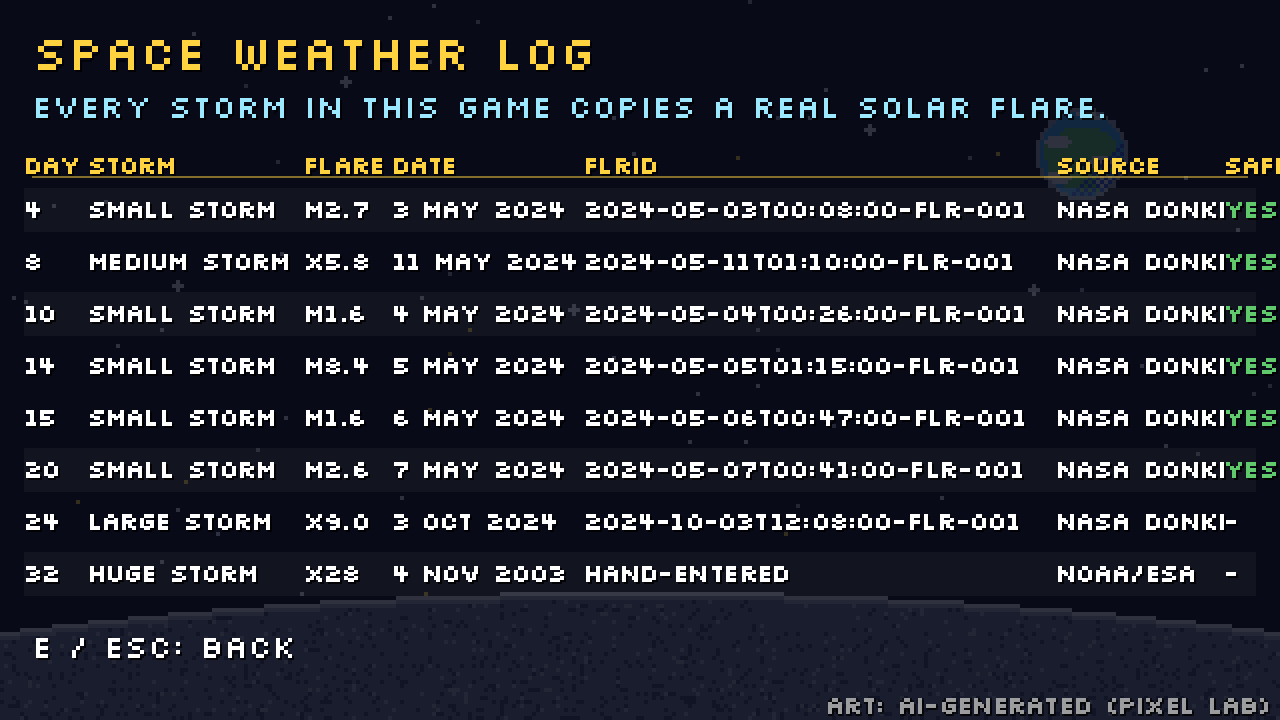 SPACE WEATHER LOG
EVERY STORM IN THIS GAME COPIES A REAL SOLAR FLARE.
DAY STORM FLARE DATE FLRID SOURCE SAFE
4 SMALL STORM M2.7 3 MAY 2024 2024-05-03T00:08:00-FLR-001 NASA DONKI YES
8 MEDIUM STORM X5.8 11 MAY 2024 2024-05-11T01:10:00-FLR-001 NASA DONKI YES
10 SMALL STORM M1.6 4 MAY 2024 2024-05-04T00:26:00-FLR-001 NASA DONKI YES
14 SMALL STORM M8.4 5 MAY 2024 2024-05-05T01:15:00-FLR-001 NASA DONKI YES
15 SMALL STORM M1.6 6 MAY 2024 2024-05-06T00:47:00-FLR-001 NASA DONKI YES
20 SMALL STORM M2.6 7 MAY 2024 2024-05-07T00:41:00-FLR-001 NASA DONKI YES
24 LARGE STORM X9.0 3 OCT 2024 2024-10-03T12:08:00-FLR-001 NASA DONKI -
32 HUGE STORM X28 4 NOV 2003 HAND-ENTERED NOAA/ESA -
E / ESC: BACK
ART: AI-GENERATED (PIXEL LAB)